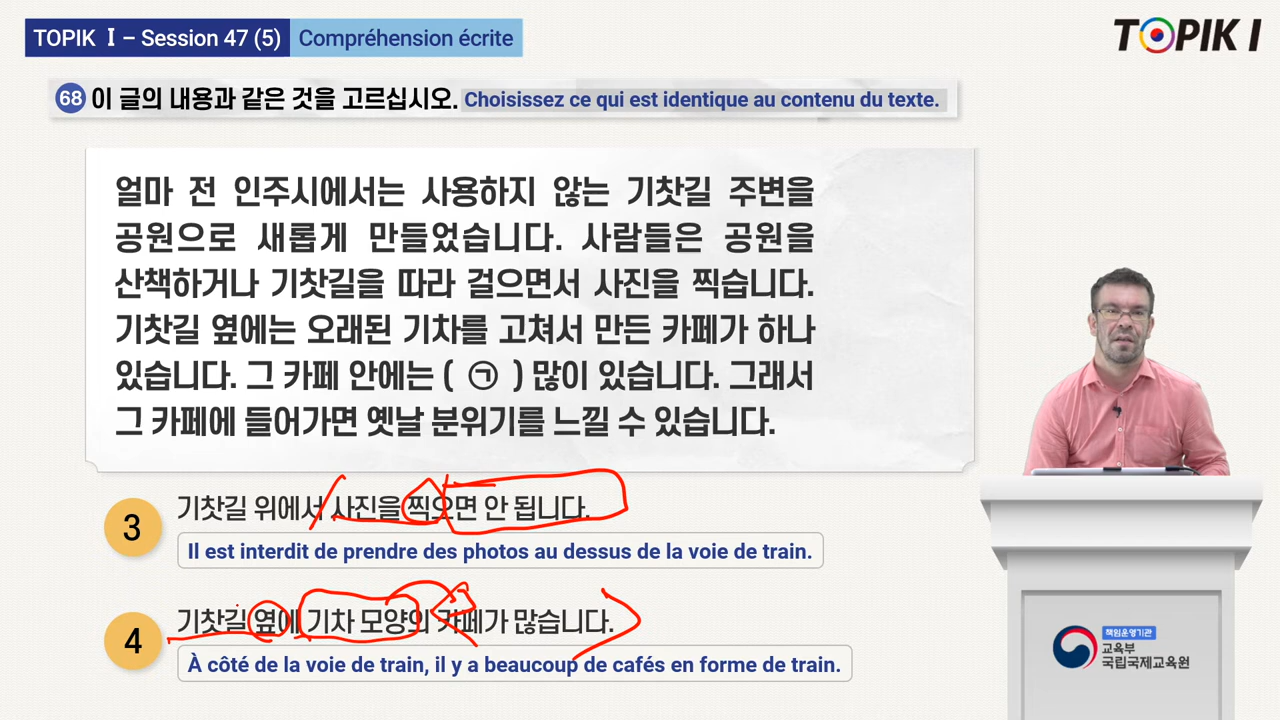 TOPIK Ⅰ – Session 47 (5) Compréhension écrite
TOPIK I
68 이 글의 내용과 같은 것을 고르십시오. Choisissez ce qui est identique au contenu du texte.
얼마 전 인주시에서는 사용하지 않는 기찻길 주변을
공원으로 새롭게 만들었습니다. 사람들은 공원을
산책하거나 기찻길을 따라 걸으면서 사진을 찍습니다.
기찻길 옆에는 오래된 기차를 고쳐서 만든 카페가 하나
있습니다. 그 카페 안에는 ( ㉠ ) 많이 있습니다. 그래서
그 카페에 들어가면 옛날 분위기를 느낄 수 있습니다.
3 기찻길 위에서 사진을 찍으면 안 됩니다.
Il est interdit de prendre des photos au dessus de la voie de train.
4 기찻길 옆에 기차 모양의 카페가 많습니다.
À côté de la voie de train, il y a beaucoup de cafés en forme de train.
책임운영기관
교육부
국립국제교육원